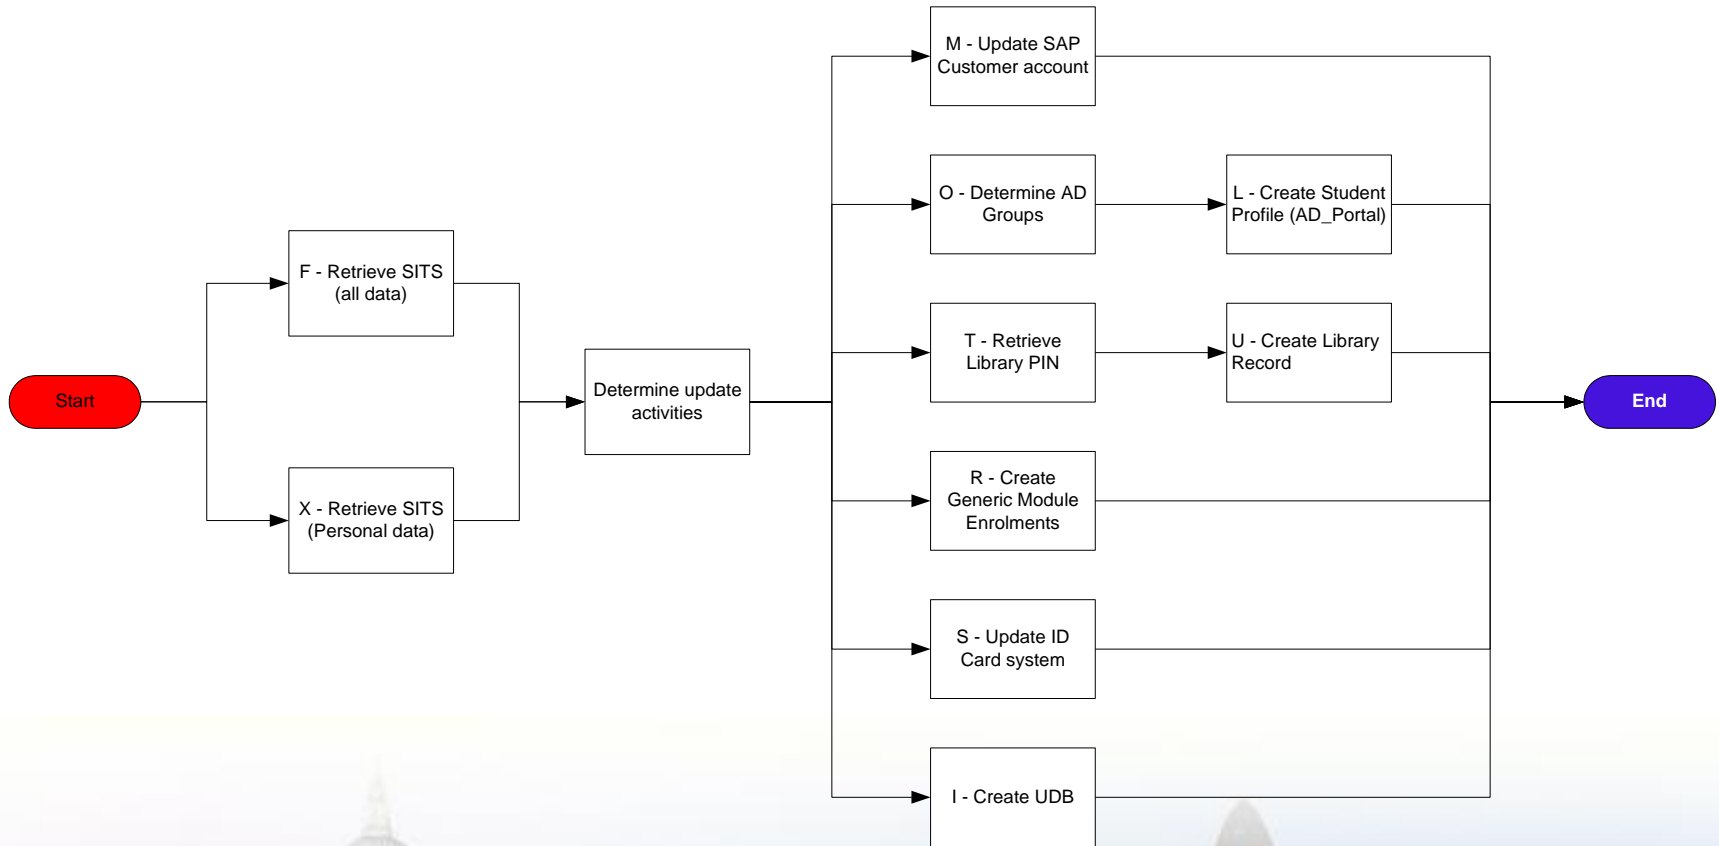 Start
F - Retrieve SITS
(all data)
X - Retrieve SITS
(Personal data)
Determine update
activities
M - Update SAP
Customer account
O - Determine AD
Groups
L - Create Student
Profile (AD_Portal)
T - Retrieve
Library PIN
U - Create Library
Record
R - Create
Generic Module
Enrolments
S - Update ID
Card system
I - Create UDB
End